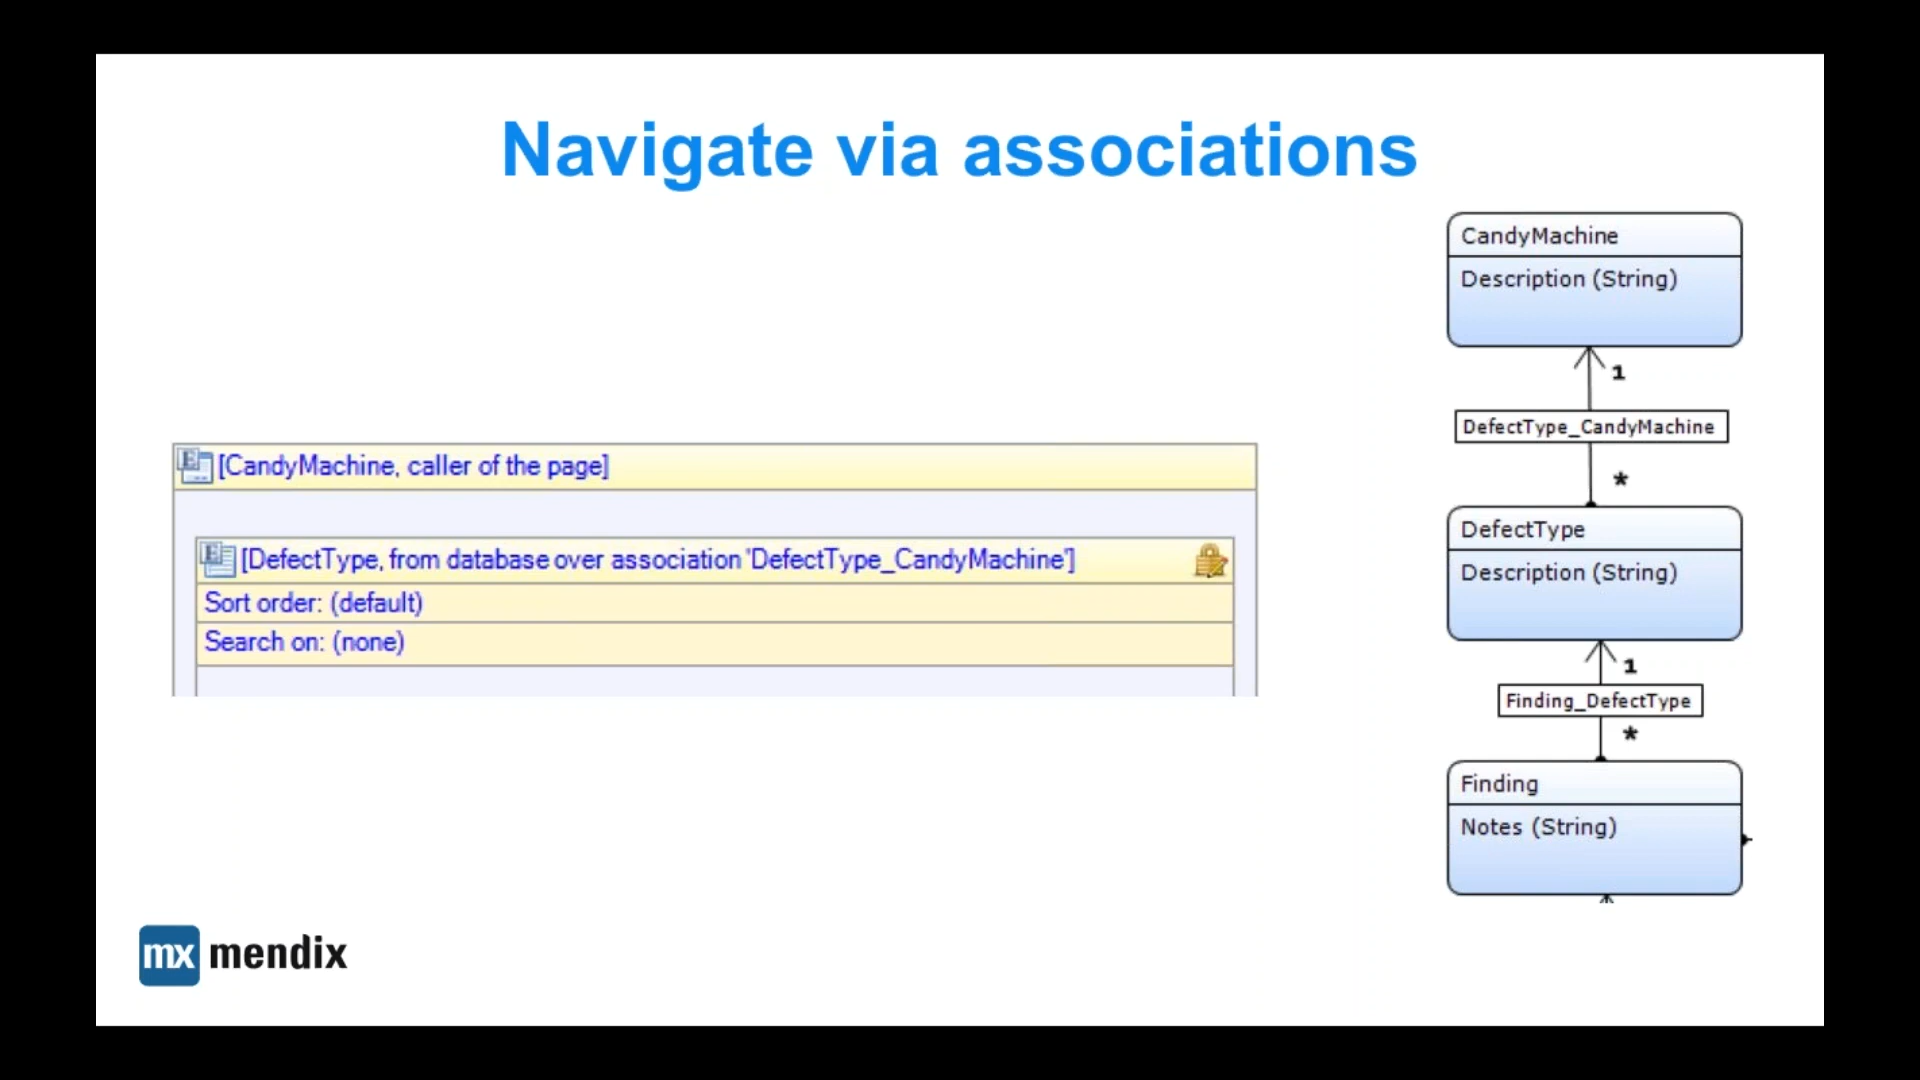 Navigate via associations
[CandyMachine, caller of the page]
[DefectType, from database over association 'DefectType_CandyMachine']
Sort order: (default)
Search on: (none)
CandyMachine
Description (String)
1
DefectType_CandyMachine
*
DefectType
Description (String)
1
Finding_DefectType
*
Finding
Notes (String)
mx mendix